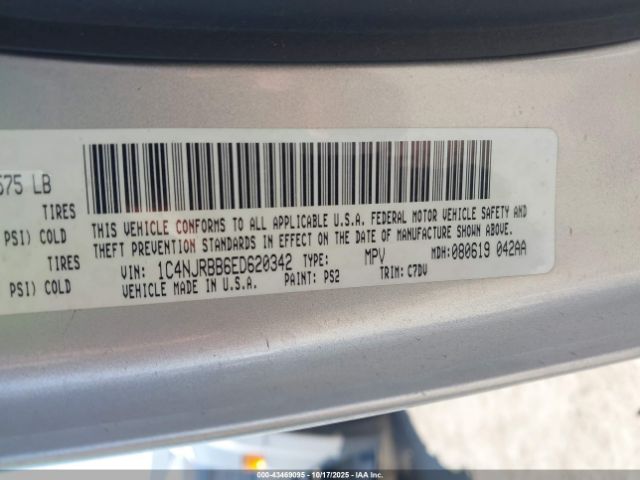 575 LB
TIRES
PSI) COLD
TIRES
PSI) COLD
THIS VEHICLE CONFORMS TO ALL APPLICABLE U.S.A. FEDERAL MOTOR VEHICLE SAFETY AND
THEFT PREVENTION STANDARDS IN EFFECT ON THE DATE OF MANUFACTURE SHOWN ABOVE.
VIN: 1C4NJRBB6ED620342 TYPE: MPV MDH: 080619 042AA
VEHICLE MADE IN U.S.A. PAINT: PS2 TRIM: C7DV
000-43469095 - 10/17/2025 - IAAI.COM